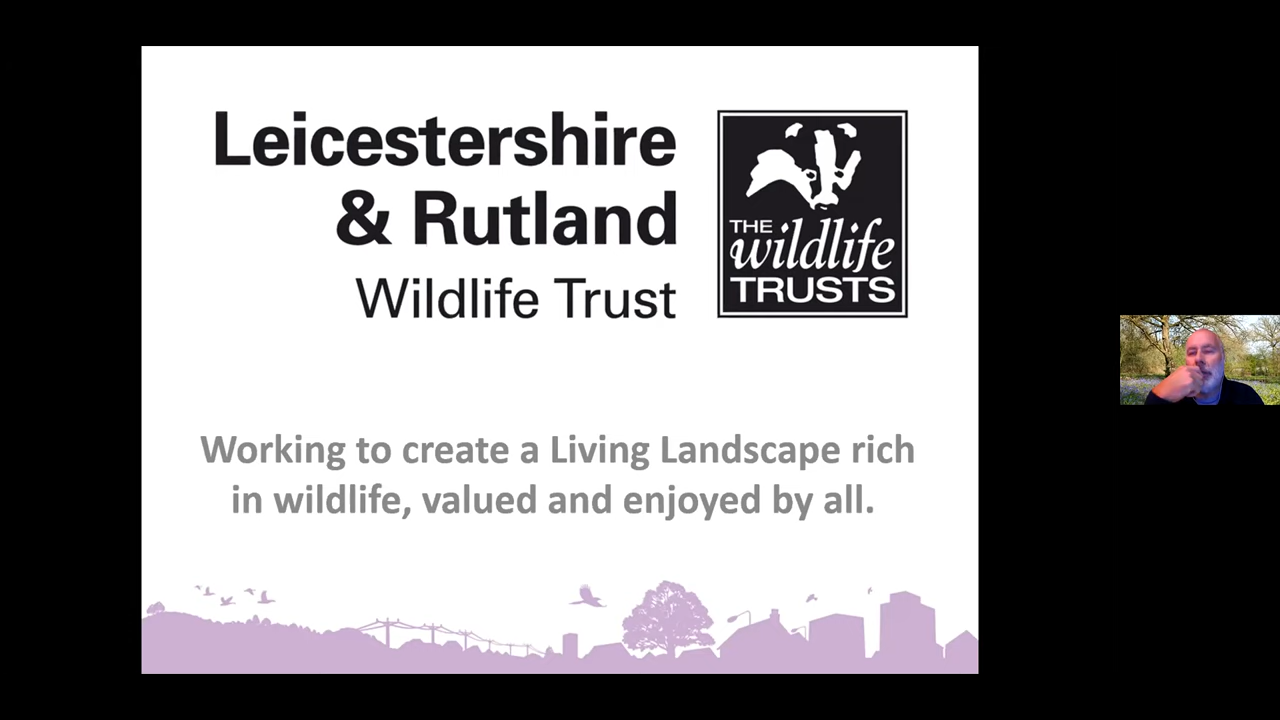 Leicestershire
& Rutland
Wildlife Trust
THE
wildlife
TRUSTS
Working to create a Living Landscape rich
in wildlife, valued and enjoyed by all.